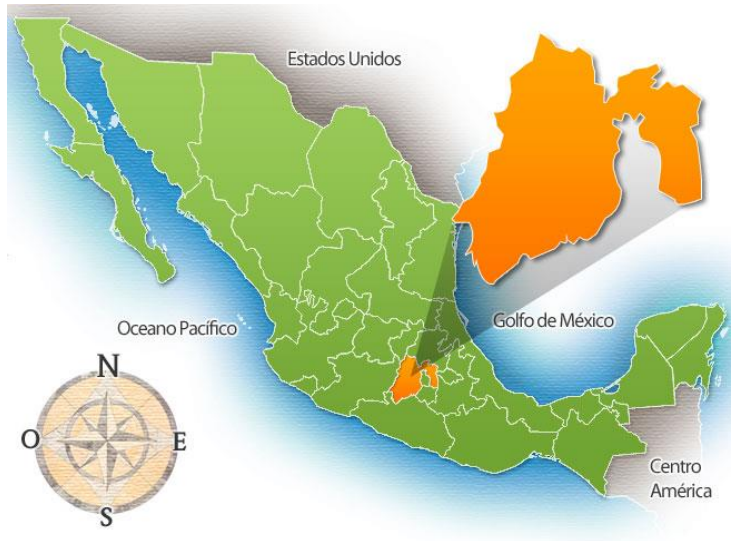 Estados Unidos
Golfo de México
Oceano Pacífico
N
O
E
S
Centro
América